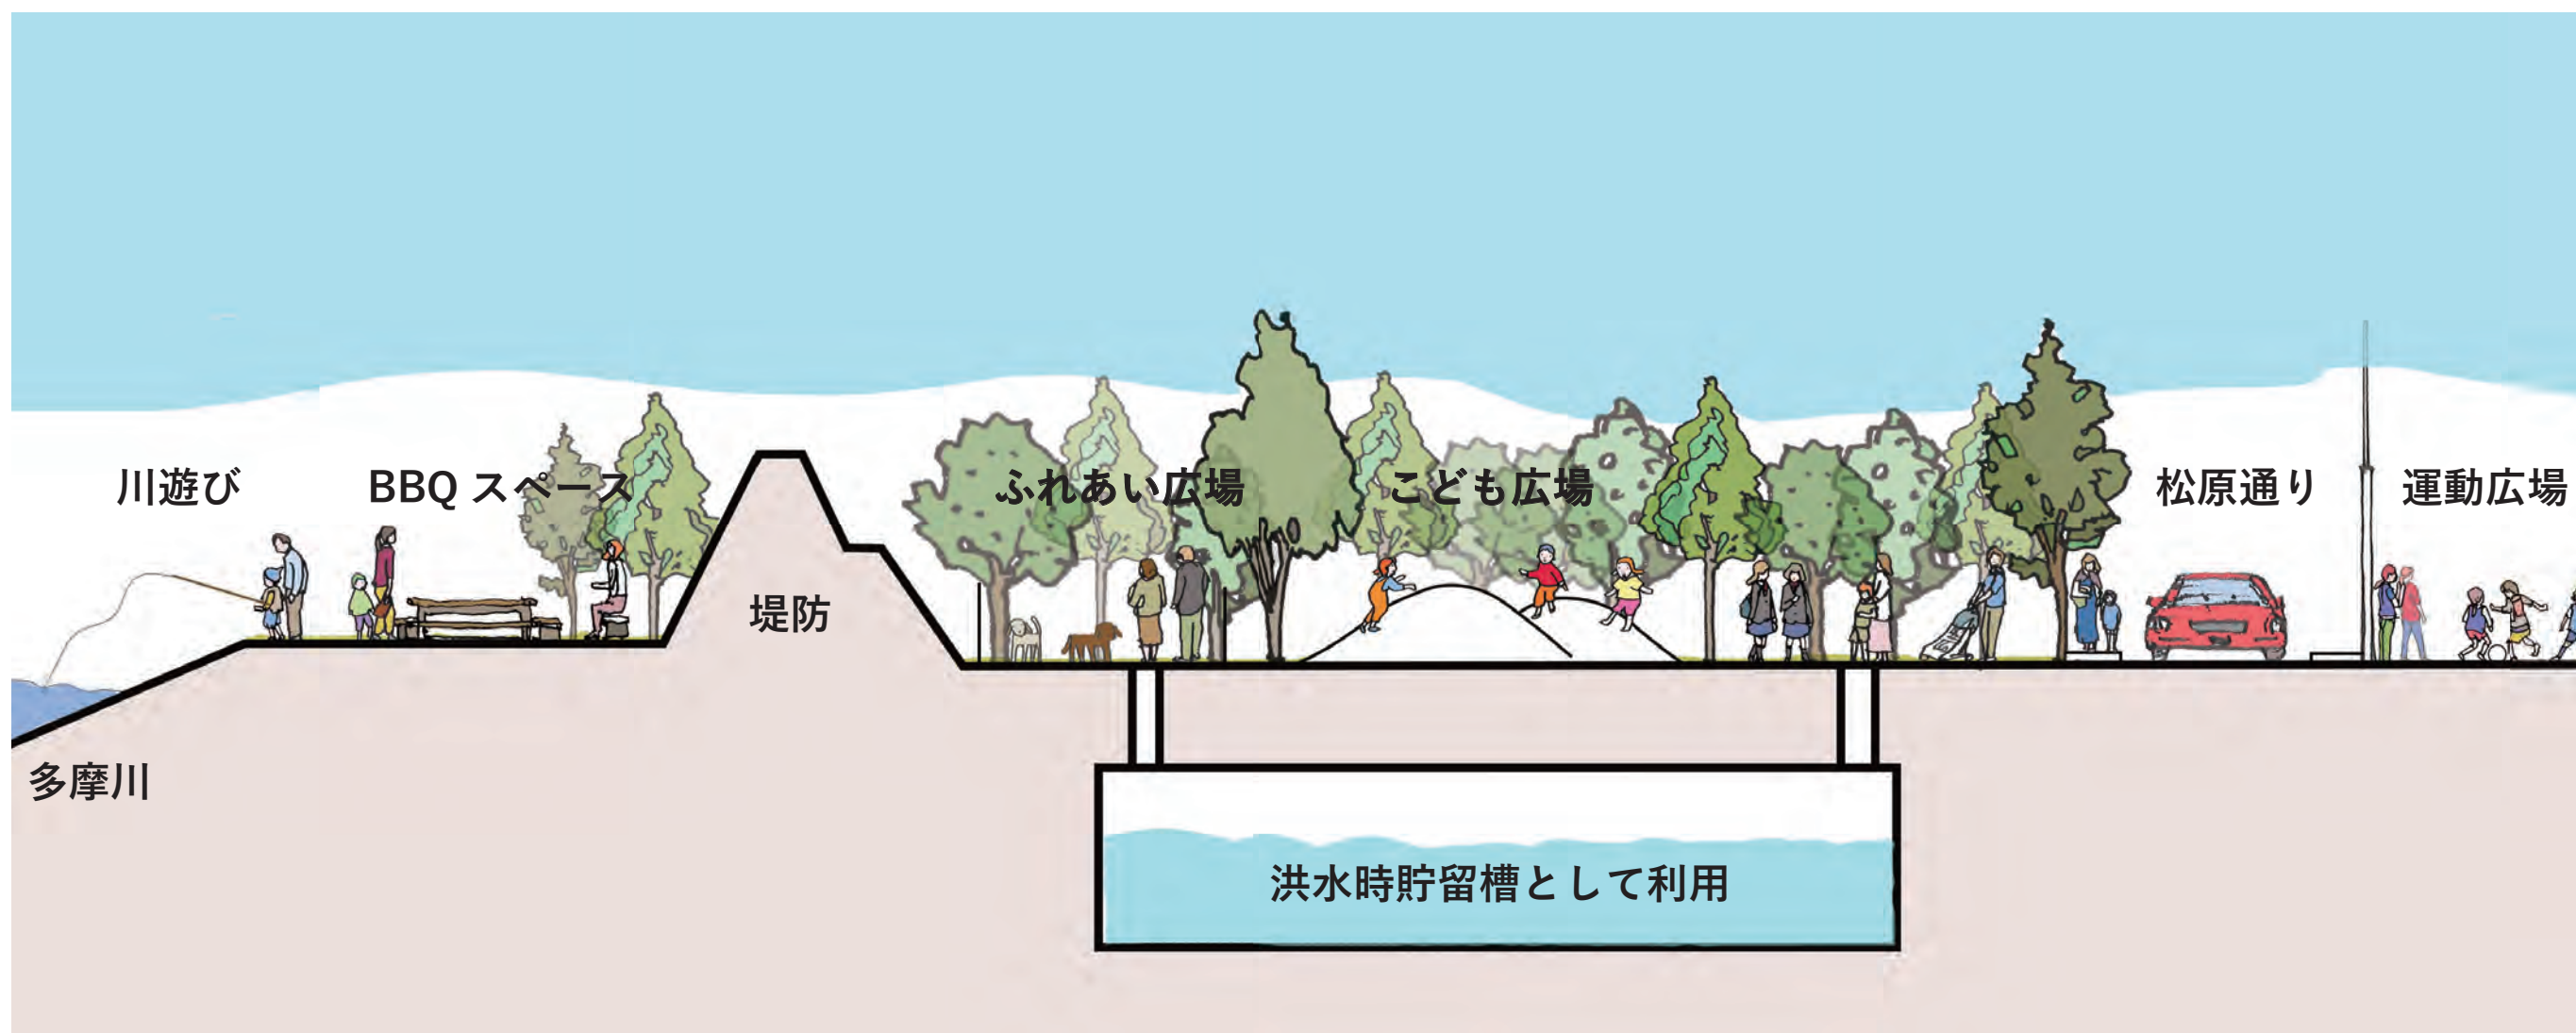 川遊び
BBQ スペース
ふれあい広場
こども広場
松原通り
運動広場
堤防
多摩川
洪水時貯留槽として利用